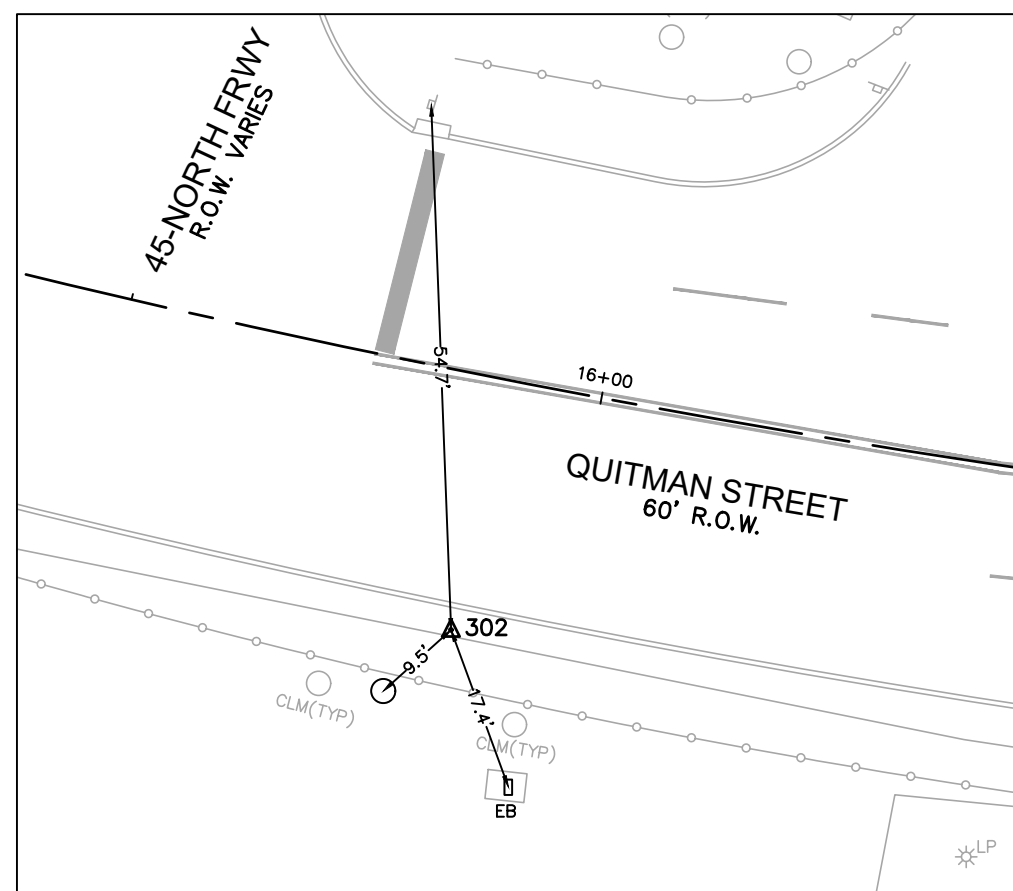 45-NORTH FRWY
R.O.W. VARIES
54.7'
16+00
QUITMAN STREET
60' R.O.W.
302
9.5'
17.4'
CLM(TYP)
CLM(TYP)
EB
LP